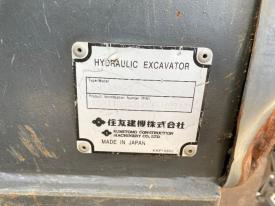 HYDRAULIC EXCAVATOR
Type/Model
Product Identification Number (PIN)
住友建機株式会社
SUMITOMO CONSTRUCTION
MACHINERY CO., LTD.
MADE IN JAPAN